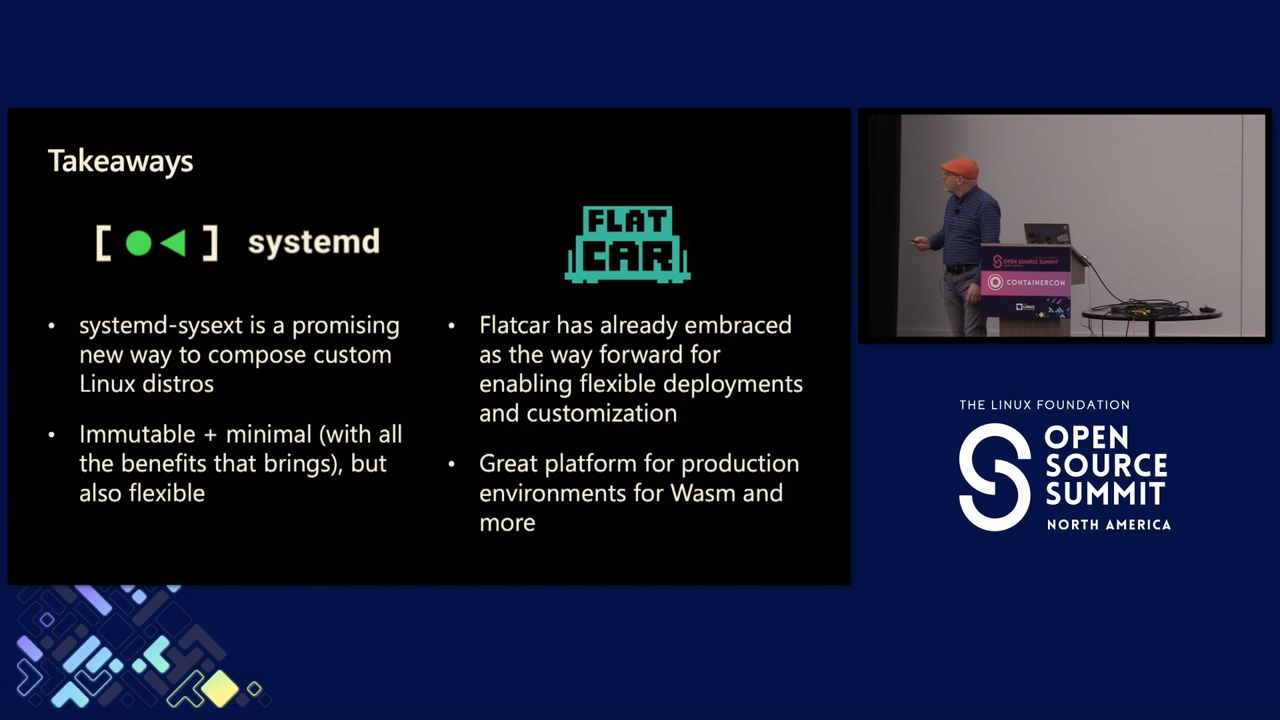 Takeaways
[●◄] systemd
• systemd-sysext is a promising
new way to compose custom
Linux distros
• Immutable + minimal (with all
the benefits that brings), but
also flexible
FLAT
CAR
• Flatcar has already embraced
as the way forward for
enabling flexible deployments
and customization
• Great platform for production
environments for Wasm and
more
OPEN SOURCE SUMMIT
CONTAINERCON
THE LINUX FOUNDATION
OPEN
SOURCE
SUMMIT
NORTH AMERICA